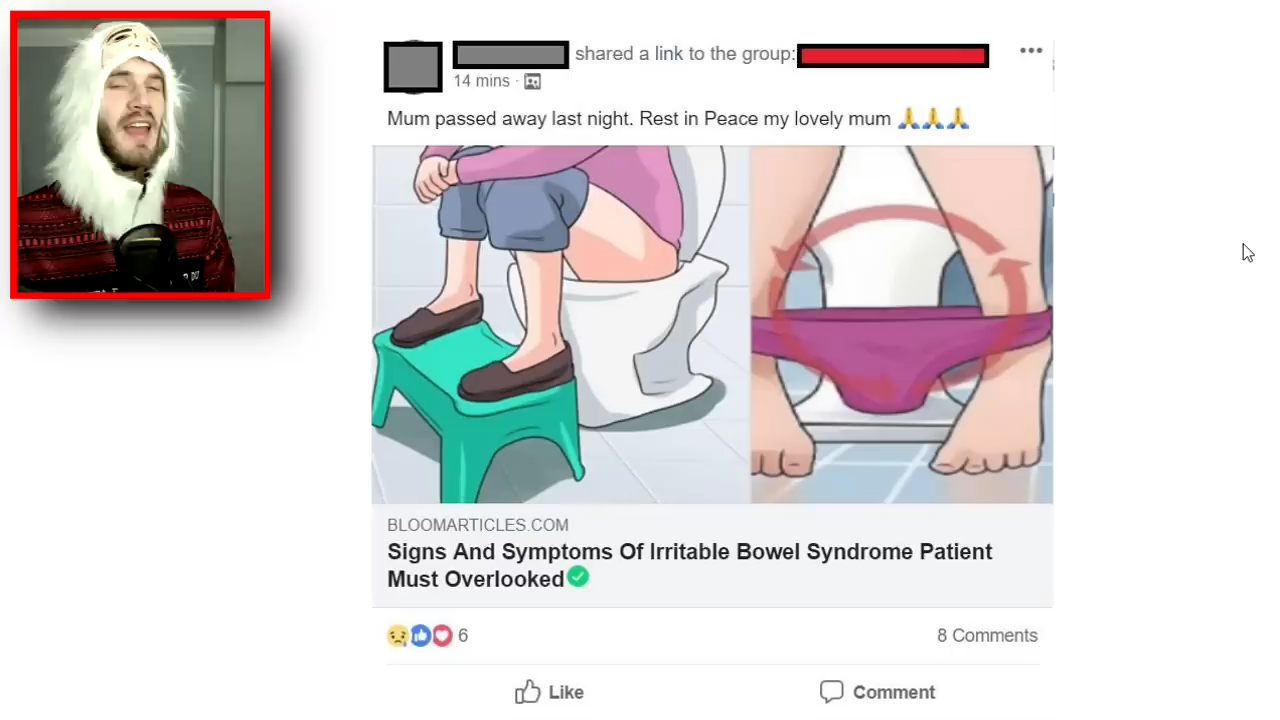 shared a link to the group:
14 mins ·
Mum passed away last night. Rest in Peace my lovely mum 🙏🙏🙏
BLOOMARTICLES.COM
Signs And Symptoms Of Irritable Bowel Syndrome Patient
Must Overlooked
6
8 Comments
Like
Comment